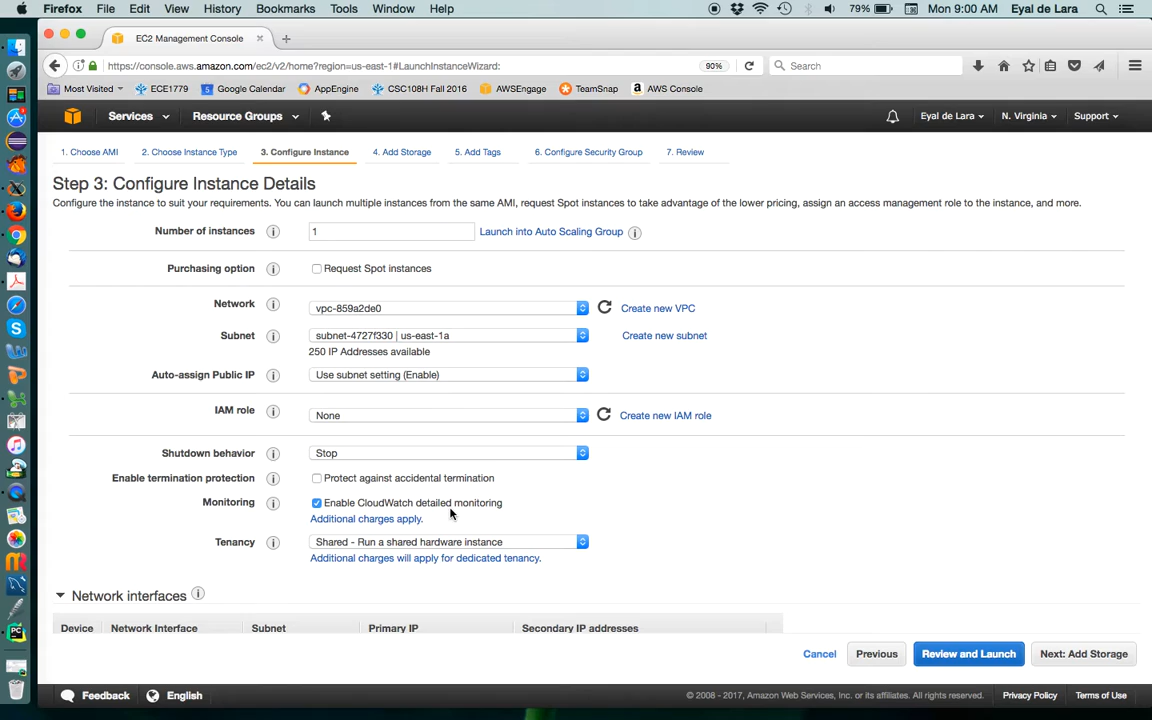 Firefox File Edit View History Bookmarks Tools Window Help 79% Mon 9:00 AM Eyal de Lara
EC2 Management Console
https://console.aws.amazon.com/ec2/v2/home?region=us-east-1#LaunchInstanceWizard: 90% Search
Most Visited ECE1779 Google Calendar AppEngine CSC108H Fall 2016 AWSEngage TeamSnap AWS Console
Services Resource Groups Eyal de Lara N. Virginia Support
1. Choose AMI 2. Choose Instance Type 3. Configure Instance 4. Add Storage 5. Add Tags 6. Configure Security Group 7. Review
Step 3: Configure Instance Details
Configure the instance to suit your requirements. You can launch multiple instances from the same AMI, request Spot instances to take advantage of the lower pricing, assign an access management role to the instance, and more.
Number of instances 1 Launch into Auto Scaling Group
Purchasing option Request Spot instances
Network vpc-859a2de0 Create new VPC
Subnet subnet-4727f330 | us-east-1a Create new subnet
250 IP Addresses available
Auto-assign Public IP Use subnet setting (Enable)
IAM role None Create new IAM role
Shutdown behavior Stop
Enable termination protection Protect against accidental termination
Monitoring Enable CloudWatch detailed monitoring
Additional charges apply.
Tenancy Shared - Run a shared hardware instance
Additional charges will apply for dedicated tenancy.
Network interfaces
Device Network Interface Subnet Primary IP Secondary IP addresses
Cancel Previous Review and Launch Next: Add Storage
Feedback English © 2008 - 2017, Amazon Web Services, Inc. or its affiliates. All rights reserved. Privacy Policy Terms of Use